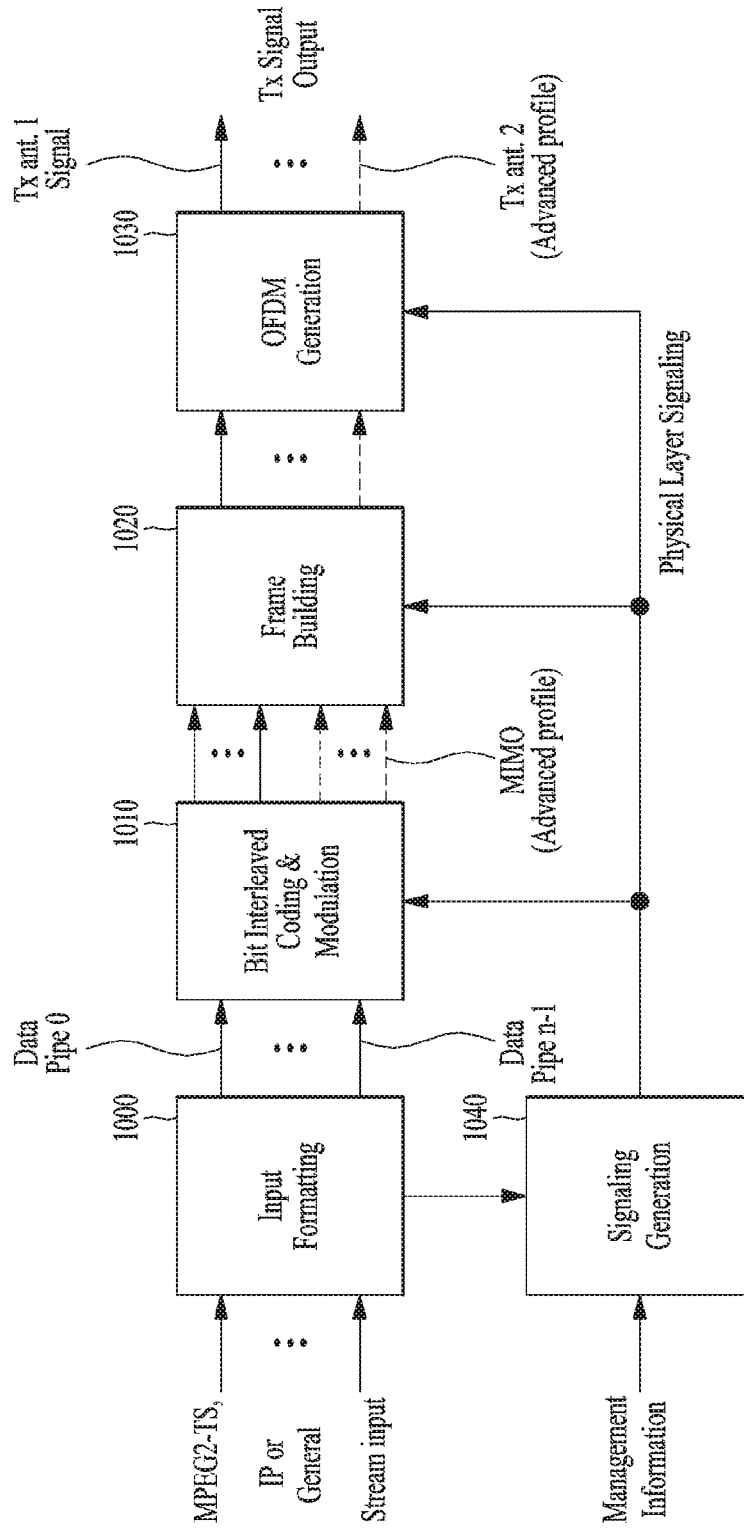 MPEG2-TS,
IP or
General
Stream input
1000
Input
Formatting
Data
Pipe 0
Data
Pipe n-1
1010
Bit Interleaved
Coding &
Modulation
MIMO
(Advanced profile)
1020
Frame
Building
1030
OFDM
Generation
Tx ant. 1
Signal
Tx Signal
Output
Tx ant. 2
(Advanced profile)
Management
Information
1040
Signaling
Generation
Physical Layer Signaling